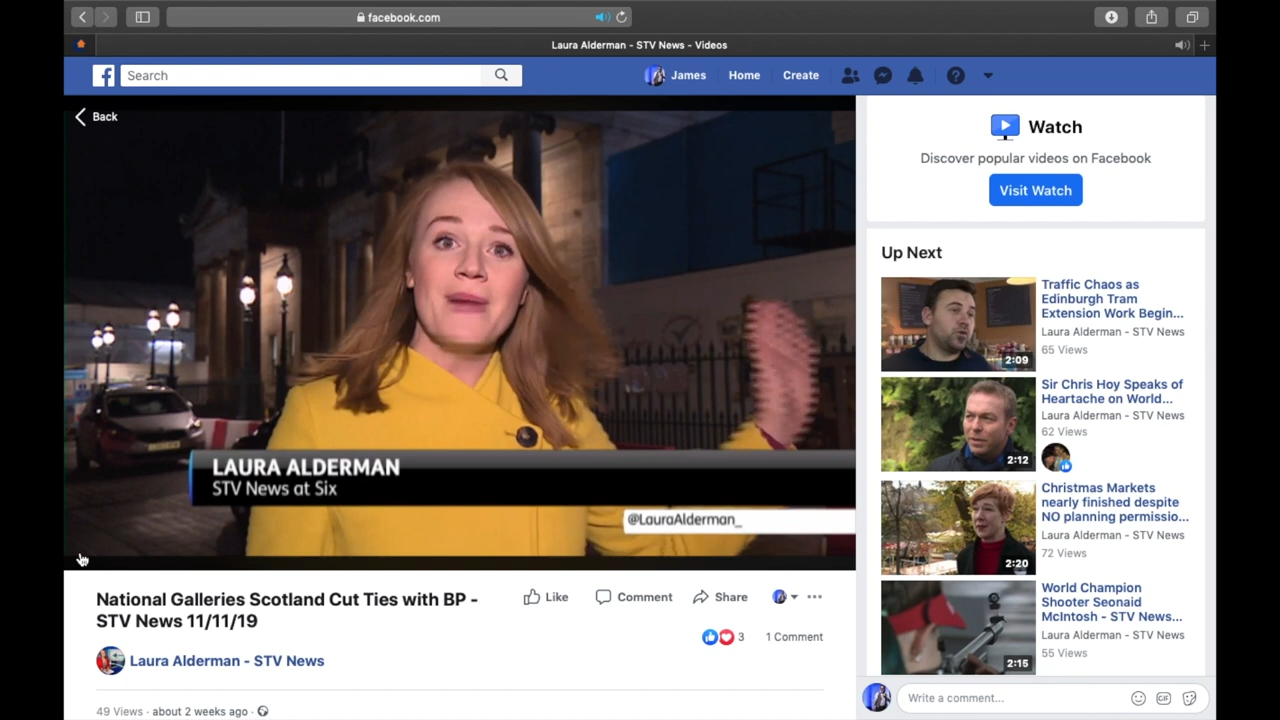 facebook.com
Laura Alderman - STV News - Videos
f
Search
James
Home
Create
Back
LAURA ALDERMAN
STV News at Six
@LauraAlderman_
National Galleries Scotland Cut Ties with BP -
STV News 11/11/19
Like
Comment
Share
3
1 Comment
Laura Alderman - STV News
49 Views · about 2 weeks ago ·
Watch
Discover popular videos on Facebook
Visit Watch
Up Next
2:09
Traffic Chaos as
Edinburgh Tram
Extension Work Begin...
Laura Alderman - STV News
65 Views
2:12
Sir Chris Hoy Speaks of
Heartache on World...
Laura Alderman - STV News
62 Views
2:20
Christmas Markets
nearly finished despite
NO planning permissio...
Laura Alderman - STV News
72 Views
2:15
World Champion
Shooter Seonaid
McIntosh - STV News...
Laura Alderman - STV News
55 Views
Write a comment...
GIF